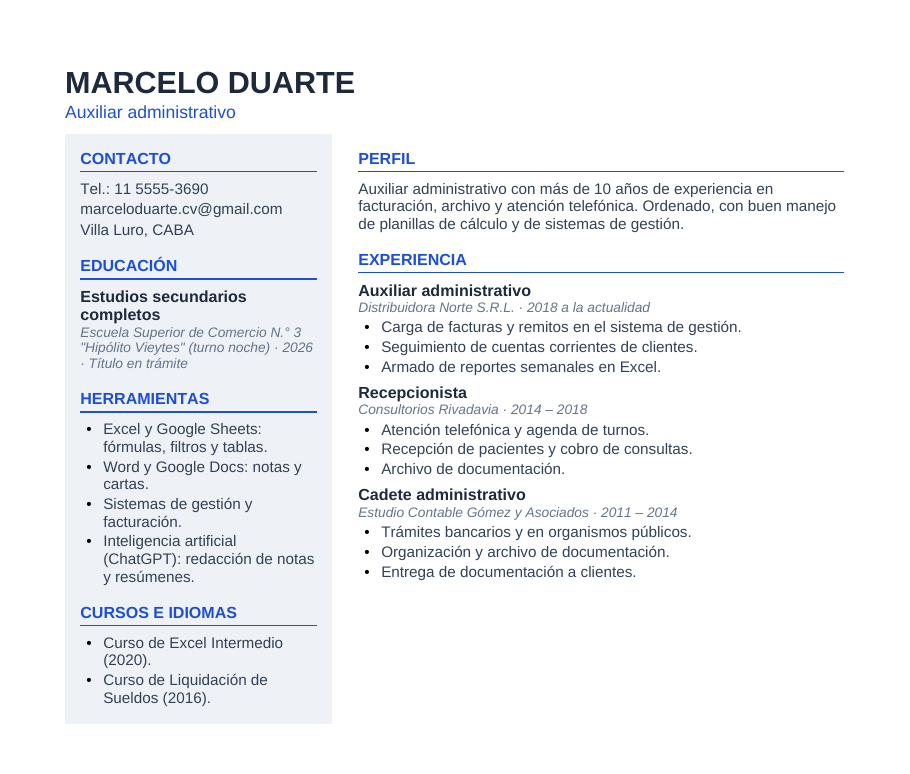 MARCELO DUARTE
Auxiliar administrativo
CONTACTO
Tel.: 11 5555-3690
marceloduarte.cv@gmail.com
Villa Luro, CABA
EDUCACIÓN
Estudios secundarios
completos
Escuela Superior de Comercio N.° 3
"Hipólito Vieytes" (turno noche) · 2026
· Título en trámite
HERRAMIENTAS
• Excel y Google Sheets:
fórmulas, filtros y tablas.
• Word y Google Docs: notas y
cartas.
• Sistemas de gestión y
facturación.
• Inteligencia artificial
(ChatGPT): redacción de notas
y resúmenes.
CURSOS E IDIOMAS
• Curso de Excel Intermedio
(2020).
• Curso de Liquidación de
Sueldos (2016).
PERFIL
Auxiliar administrativo con más de 10 años de experiencia en
facturación, archivo y atención telefónica. Ordenado, con buen manejo
de planillas de cálculo y de sistemas de gestión.
EXPERIENCIA
Auxiliar administrativo
Distribuidora Norte S.R.L. · 2018 a la actualidad
• Carga de facturas y remitos en el sistema de gestión.
• Seguimiento de cuentas corrientes de clientes.
• Armado de reportes semanales en Excel.
Recepcionista
Consultorios Rivadavia · 2014 – 2018
• Atención telefónica y agenda de turnos.
• Recepción de pacientes y cobro de consultas.
• Archivo de documentación.
Cadete administrativo
Estudio Contable Gómez y Asociados · 2011 – 2014
• Trámites bancarios y en organismos públicos.
• Organización y archivo de documentación.
• Entrega de documentación a clientes.